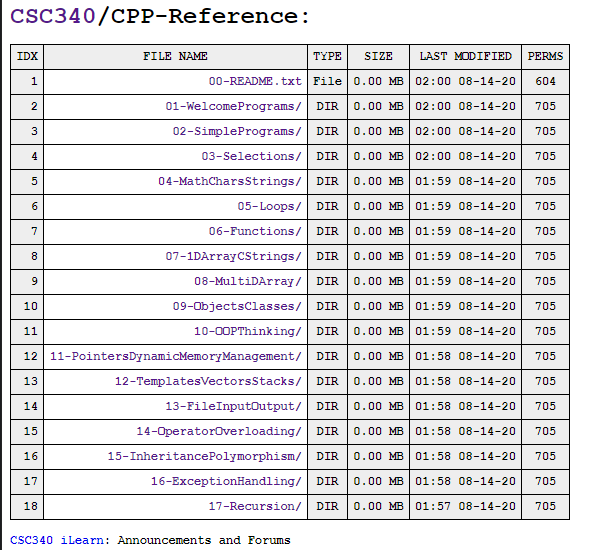 CSC340/CPP-Reference:
IDX FILE NAME TYPE SIZE LAST MODIFIED PERMS
1 00-README.txt File 0.00 MB 02:00 08-14-20 604
2 01-WelcomePrograms/ DIR 0.00 MB 02:00 08-14-20 705
3 02-SimplePrograms/ DIR 0.00 MB 02:00 08-14-20 705
4 03-Selections/ DIR 0.00 MB 02:00 08-14-20 705
5 04-MathCharsStrings/ DIR 0.00 MB 01:59 08-14-20 705
6 05-Loops/ DIR 0.00 MB 01:59 08-14-20 705
7 06-Functions/ DIR 0.00 MB 01:59 08-14-20 705
8 07-1DArrayCStrings/ DIR 0.00 MB 01:59 08-14-20 705
9 08-MultiDArray/ DIR 0.00 MB 01:59 08-14-20 705
10 09-ObjectsClasses/ DIR 0.00 MB 01:59 08-14-20 705
11 10-OOPThinking/ DIR 0.00 MB 01:59 08-14-20 705
12 11-PointersDynamicMemoryManagement/ DIR 0.00 MB 01:58 08-14-20 705
13 12-TemplatesVectorsStacks/ DIR 0.00 MB 01:58 08-14-20 705
14 13-FileInputOutput/ DIR 0.00 MB 01:58 08-14-20 705
15 14-OperatorOverloading/ DIR 0.00 MB 01:58 08-14-20 705
16 15-InheritancePolymorphism/ DIR 0.00 MB 01:58 08-14-20 705
17 16-ExceptionHandling/ DIR 0.00 MB 01:58 08-14-20 705
18 17-Recursion/ DIR 0.00 MB 01:57 08-14-20 705
CSC340 iLearn: Announcements and Forums